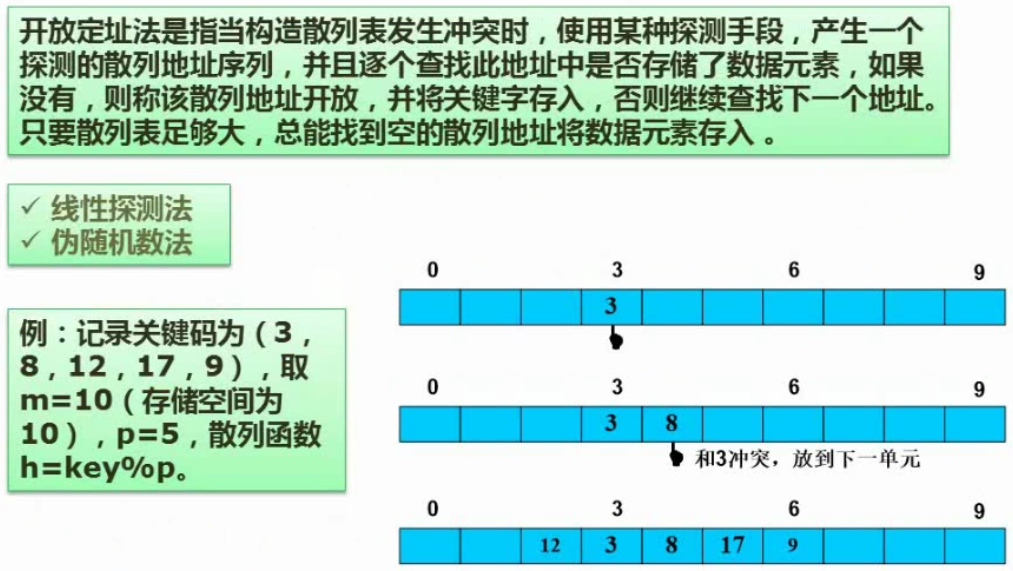 开放定址法是指当构造散列表发生冲突时，使用某种探测手段，产生一个
探测的散列地址序列，并且逐个查找此地址中是否存储了数据元素，如果
没有，则称该散列地址开放，并将关键字存入，否则继续查找下一个地址。
只要散列表足够大，总能找到空的散列地址将数据元素存入 。
✓ 线性探测法
✓ 伪随机数法
例：记录关键码为（3，
8，12，17，9），取
m=10（存储空间为
10），p=5，散列函数
h=key%p。
0 3 6 9
3
0 3 6 9
3 8
和3冲突，放到下一单元
0 3 6 9
12 3 8 17 9